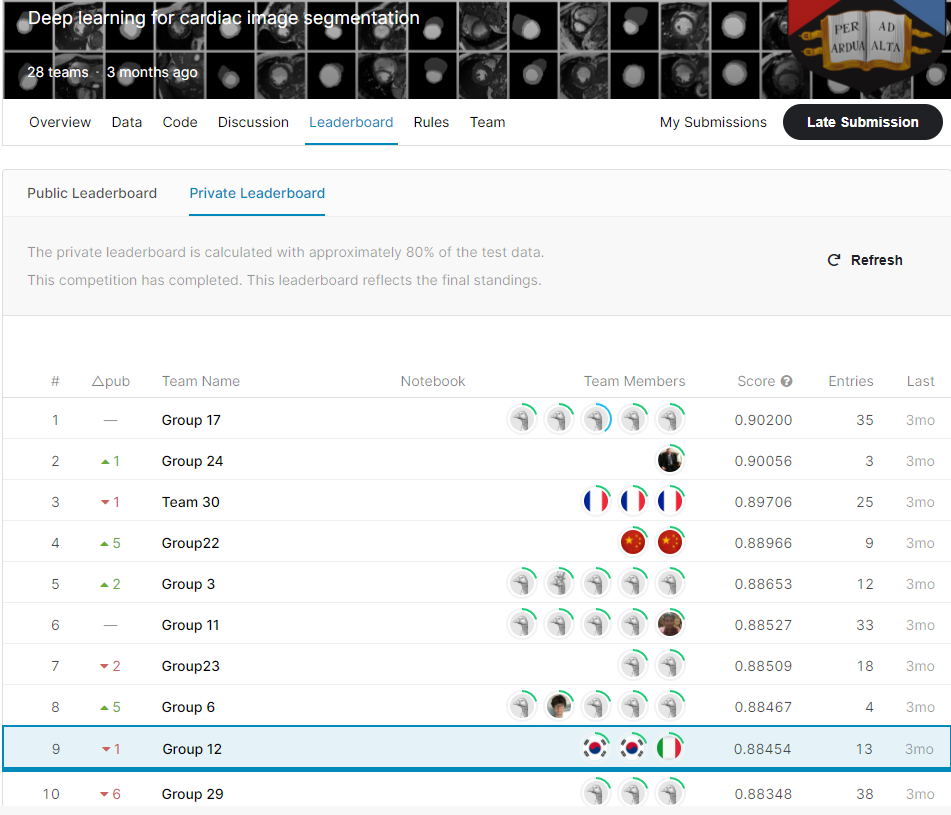 Deep learning for cardiac image segmentation
28 teams · 3 months ago
PER AD
ARDUA ALTA
Overview Data Code Discussion Leaderboard Rules Team My Submissions Late Submission
Public Leaderboard Private Leaderboard
The private leaderboard is calculated with approximately 80% of the test data.
This competition has completed. This leaderboard reflects the final standings.
Refresh
# △pub Team Name Notebook Team Members Score ? Entries Last
1 — Group 17 0.90200 35 3mo
2 ▲1 Group 24 0.90056 3 3mo
3 ▼1 Team 30 0.89706 25 3mo
4 ▲5 Group22 0.88966 9 3mo
5 ▲2 Group 3 0.88653 12 3mo
6 — Group 11 0.88527 33 3mo
7 ▼2 Group23 0.88509 18 3mo
8 ▲5 Group 6 0.88467 4 3mo
9 ▼1 Group 12 0.88454 13 3mo
10 ▼6 Group 29 0.88348 38 3mo